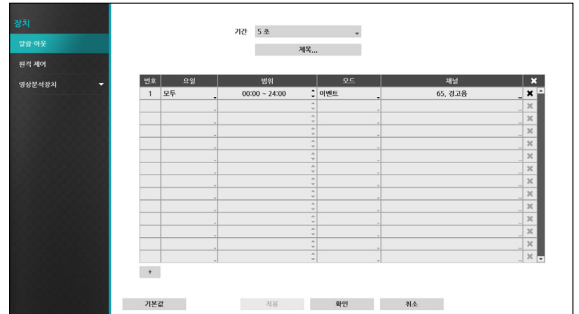 장치
알람 아웃
원격 제어
영상분석장치
기간 5 초
제목...
번호 요일 범위 모드 채널
1 모두 00:00 ~ 24:00 이벤트 65, 경고음
+
기본값 적용 확인 취소